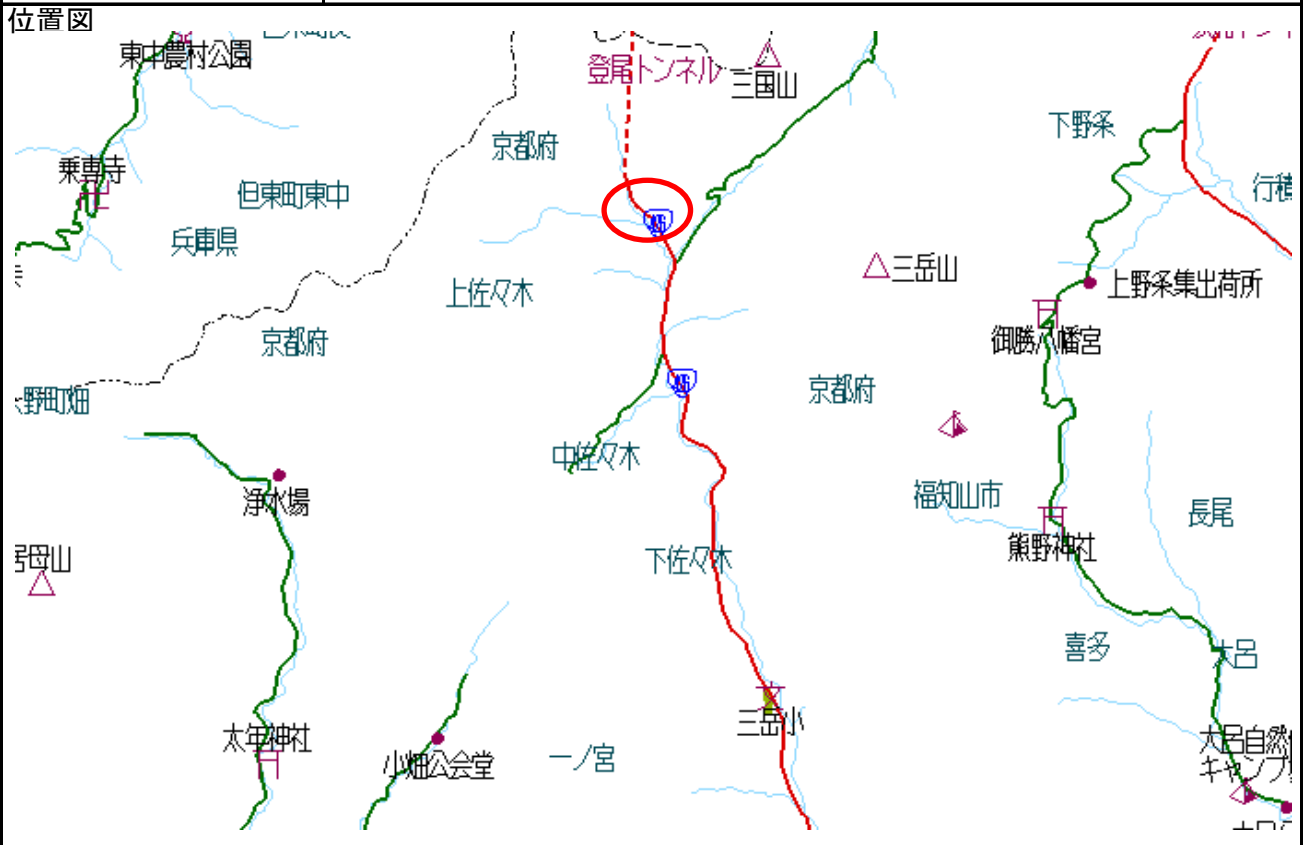 位置図
東中農村公園
登尾トンネル
三国山
下野条
京都府
乗専寺
但東町東中
兵庫県
三岳山
上佐々木
上野条集出荷所
京都府
御勝八幡宮
京都府
野町畑
中佐々木
浄水場
福知山市
長尾
熊野神社
下佐々木
喜多
大呂
三岳小
太年神社
小畑公会堂
一ノ宮
大呂自然
キャンプ